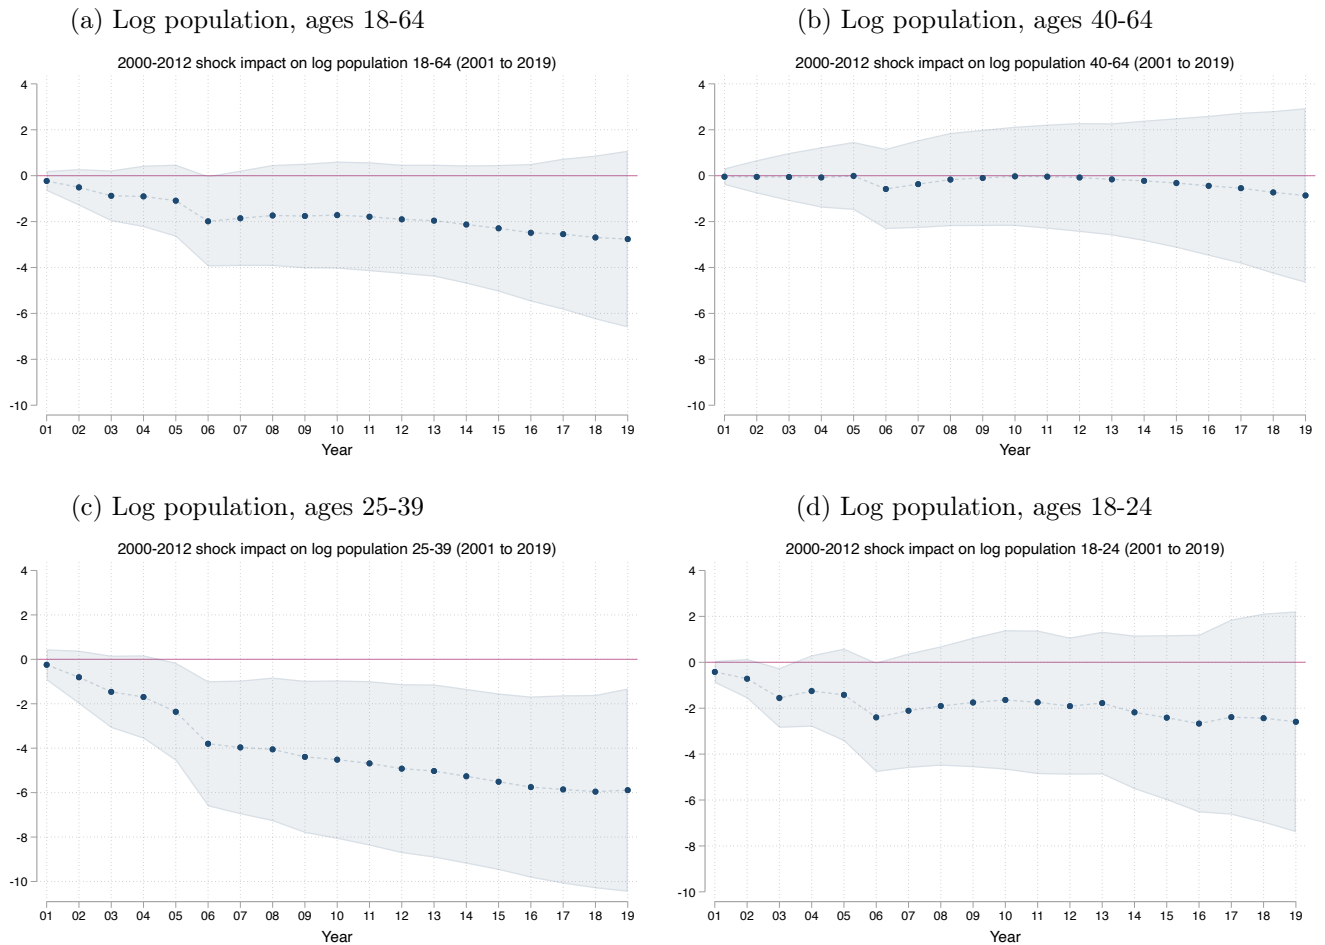 (a) Log population, ages 18-64
2000-2012 shock impact on log population 18-64 (2001 to 2019)
4
2
0
-2
-4
-6
-8
-10
01 02 03 04 05 06 07 08 09 10 11 12 13 14 15 16 17 18 19
Year
(b) Log population, ages 40-64
2000-2012 shock impact on log population 40-64 (2001 to 2019)
4
2
0
-2
-4
-6
-8
-10
01 02 03 04 05 06 07 08 09 10 11 12 13 14 15 16 17 18 19
Year
(c) Log population, ages 25-39
2000-2012 shock impact on log population 25-39 (2001 to 2019)
4
2
0
-2
-4
-6
-8
-10
01 02 03 04 05 06 07 08 09 10 11 12 13 14 15 16 17 18 19
Year
(d) Log population, ages 18-24
2000-2012 shock impact on log population 18-24 (2001 to 2019)
4
2
0
-2
-4
-6
-8
-10
01 02 03 04 05 06 07 08 09 10 11 12 13 14 15 16 17 18 19
Year